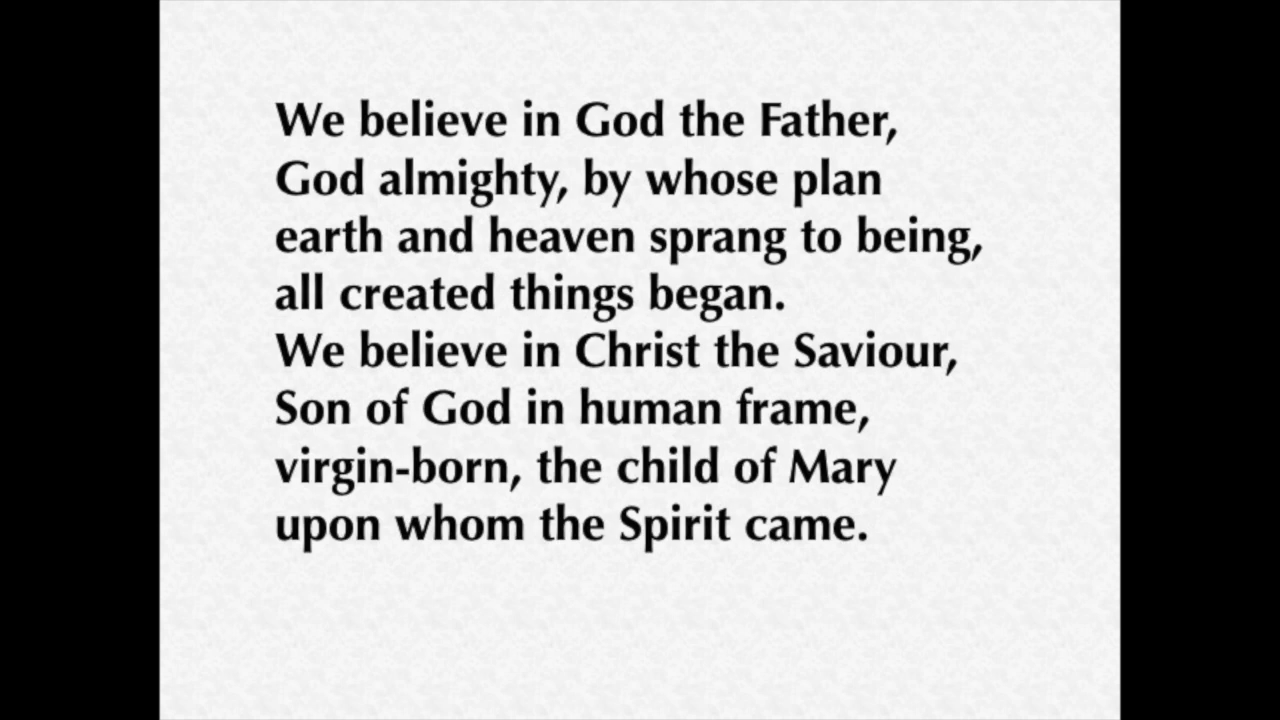 We believe in God the Father,
God almighty, by whose plan
earth and heaven sprang to being,
all created things began.
We believe in Christ the Saviour,
Son of God in human frame,
virgin-born, the child of Mary
upon whom the Spirit came.